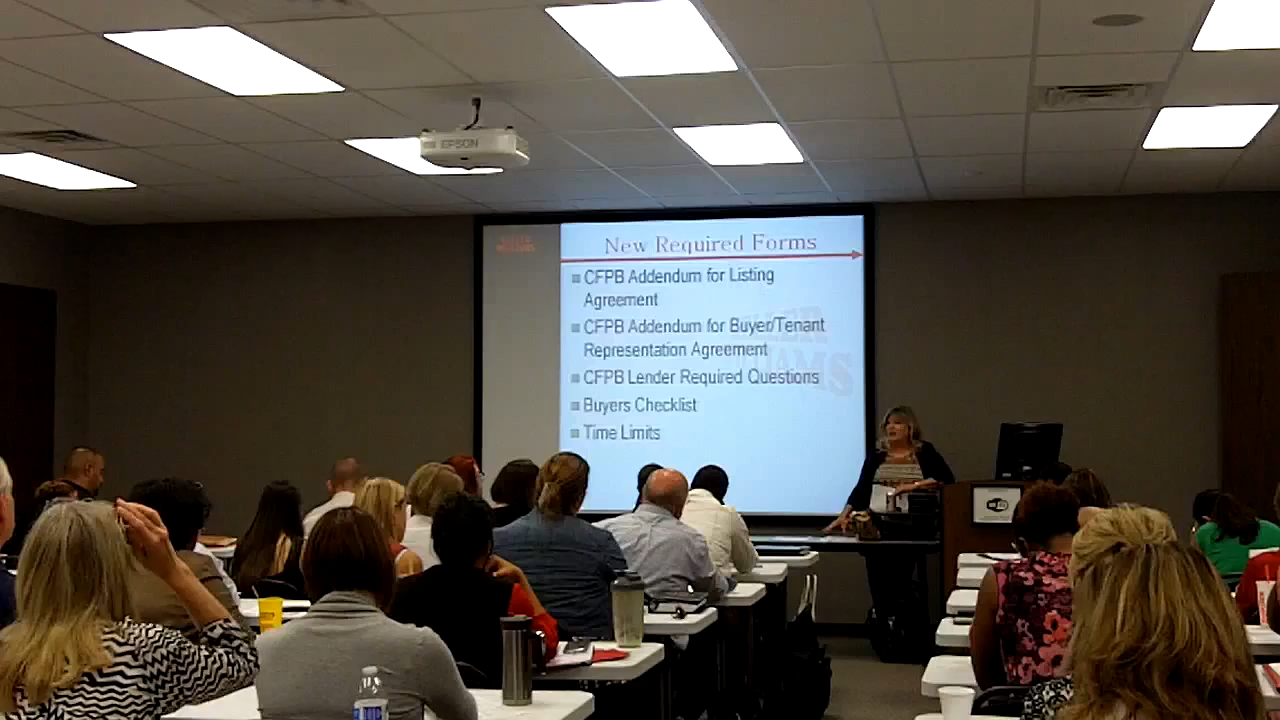 EPSON
New Required Forms
CFPB Addendum for Listing
Agreement
CFPB Addendum for Buyer/Tenant
Representation Agreement
CFPB Lender Required Questions
Buyers Checklist
Time Limits